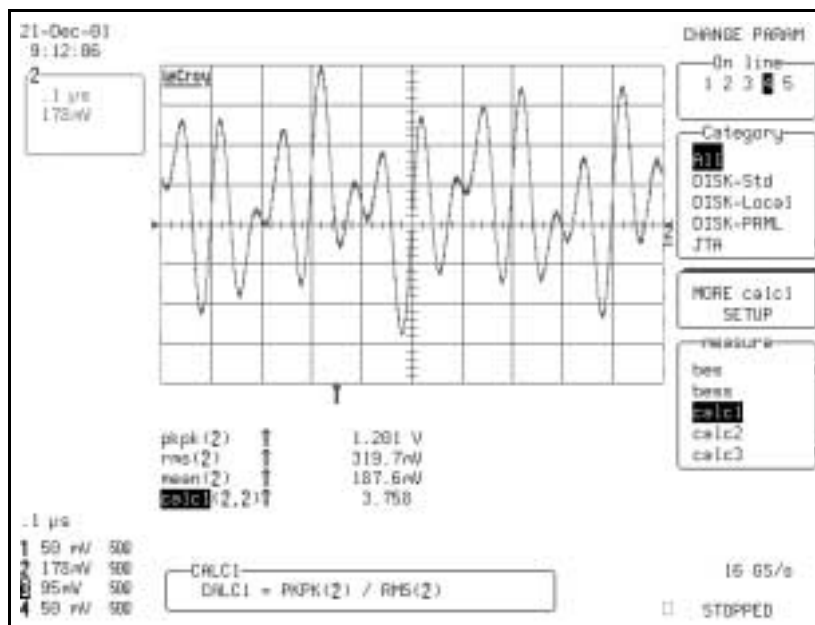 21-Dec-01
9:12:06
2
.1 µs
178mV
LeCroy
CHANGE PARAM
On line
1 2 3 4 5
Category
All
DISK-Std
DISK-Local
DISK-PRML
JTA
MORE calc1
SETUP
measure
bes
bess
calc1
calc2
calc3
pkpk(2) 1.201 V
rms(2) 319.7mV
mean(2) 187.6mV
calc1(2,2) 3.758
.1 µs
1 50 mV 50Ω
2 178mV 50Ω
3 95mV 50Ω
4 50 mV 50Ω
CALC1
CALC1 = PKPK(2) / RMS(2)
16 GS/s
STOPPED